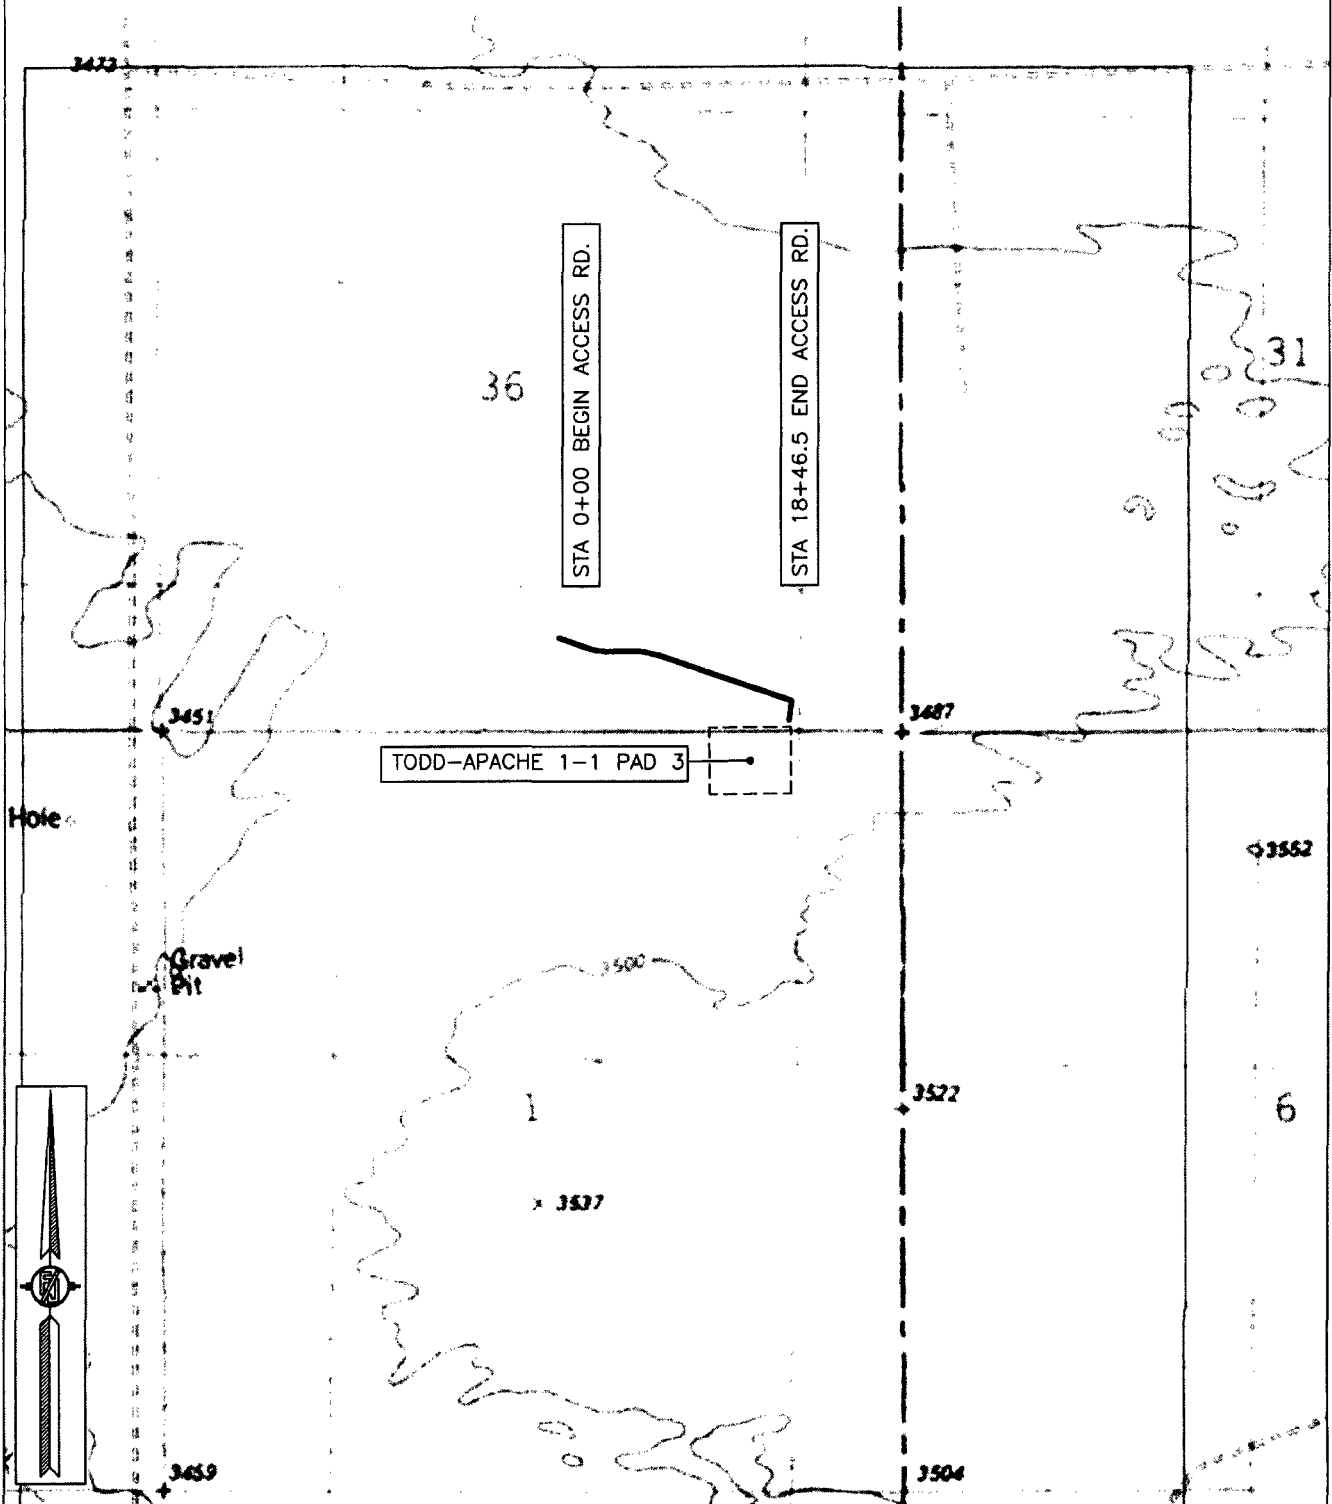 3473
STA 0+00 BEGIN ACCESS RD.
STA 18+46.5 END ACCESS RD.
36
31
3451
3487
TODD-APACHE 1-1 PAD 3
Hole
3552
Gravel
Pit
3500
3522
1
6
3537
3459
3504